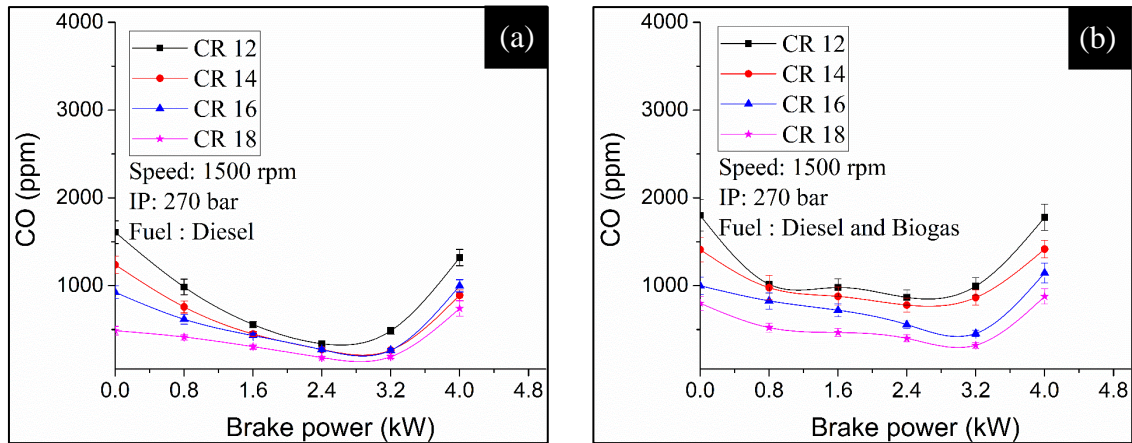 (a)
4000
3000
2000
1000
CO (ppm)
CR 12
CR 14
CR 16
CR 18
Speed: 1500 rpm
IP: 270 bar
Fuel : Diesel
0.0 0.8 1.6 2.4 3.2 4.0 4.8
Brake power (kW)
(b)
4000
3000
2000
1000
CO (ppm)
CR 12
CR 14
CR 16
CR 18
Speed: 1500 rpm
IP: 270 bar
Fuel : Diesel and Biogas
0.0 0.8 1.6 2.4 3.2 4.0 4.8
Brake power (kW)